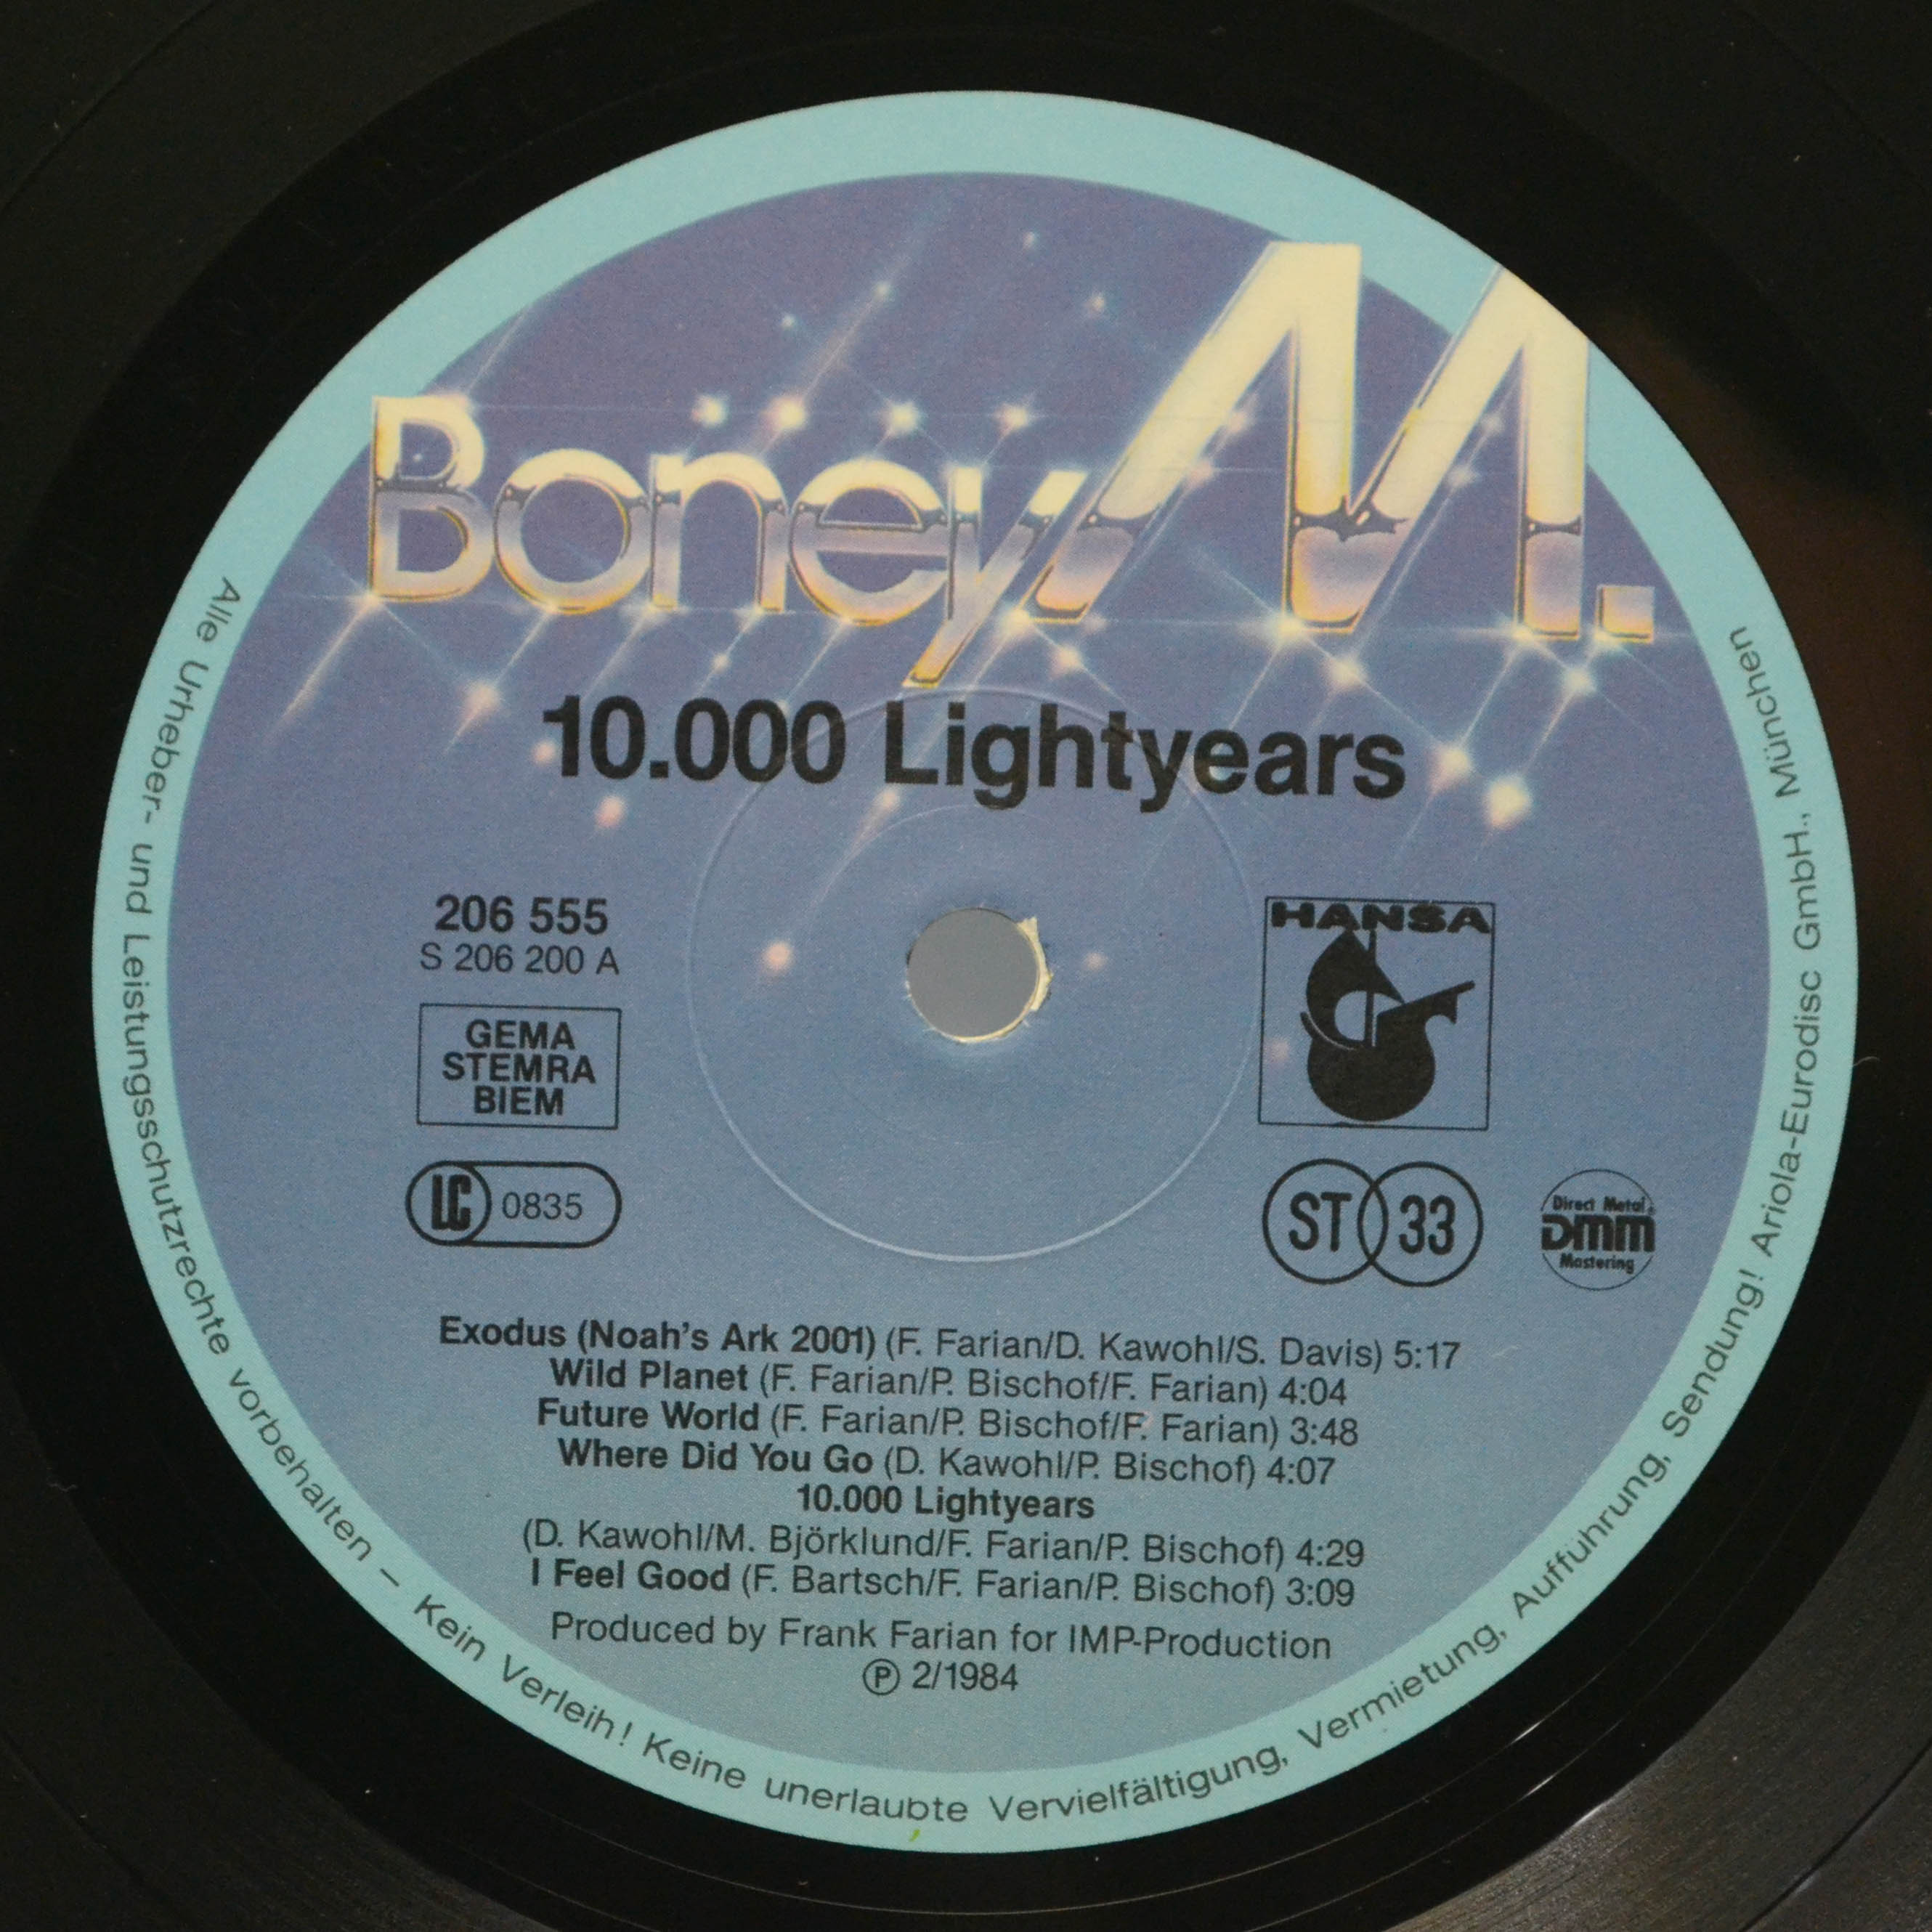 Boney M.
10.000 Lightyears
206 555
S 206 200 A
GEMA
STEMRA
BIEM
LC 0835
HANSA
ST 33
Direct Metal
DMM
Mastering
Exodus (Noah's Ark 2001) (F. Farian/D. Kawohl/S. Davis) 5:17
Wild Planet (F. Farian/P. Bischof/F. Farian) 4:04
Future World (F. Farian/P. Bischof/F. Farian) 3:48
Where Did You Go (D. Kawohl/P. Bischof) 4:07
10.000 Lightyears
(D. Kawohl/M. Björklund/F. Farian/P. Bischof) 4:29
I Feel Good (F. Bartsch/F. Farian/P. Bischof) 3:09
Produced by Frank Farian for IMP-Production
Ⓟ 2/1984
Alle Urheber- und Leistungsschutzrechte vorbehalten – Kein Verleih! Keine unerlaubte Vervielfältigung, Vermietung, Aufführung, Sendung! Ariola-Eurodisc GmbH., München